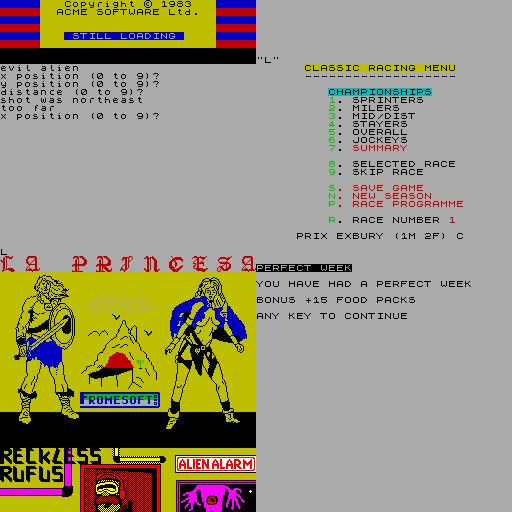 Copyright © 1983
ACME SOFTWARE Ltd.
STILL LOADING
evil alien
x position (0 to 9)?
y position (0 to 9)?
distance (0 to 9)?
shot was northeast
too far
x position (0 to 9)?
L
"L"
CLASSIC RACING MENU
-------------------
CHAMPIONSHIPS
1. SPRINTERS
2. MILERS
3. MID/DIST
4. STAYERS
5. OVERALL
6. JOCKEYS
7. SUMMARY
8. SELECTED RACE
9. SKIP RACE
S. SAVE GAME
N. NEW SEASON
P. RACE PROGRAMME
R. RACE NUMBER 1
PRIX EXBURY (1M 2F) C
LA PRINCESA
PROMESOFT
PERFECT WEEK
YOU HAVE HAD A PERFECT WEEK
BONUS +15 FOOD PACKS
ANY KEY TO CONTINUE
RECKLESS
RUFUS
ALIEN ALARM